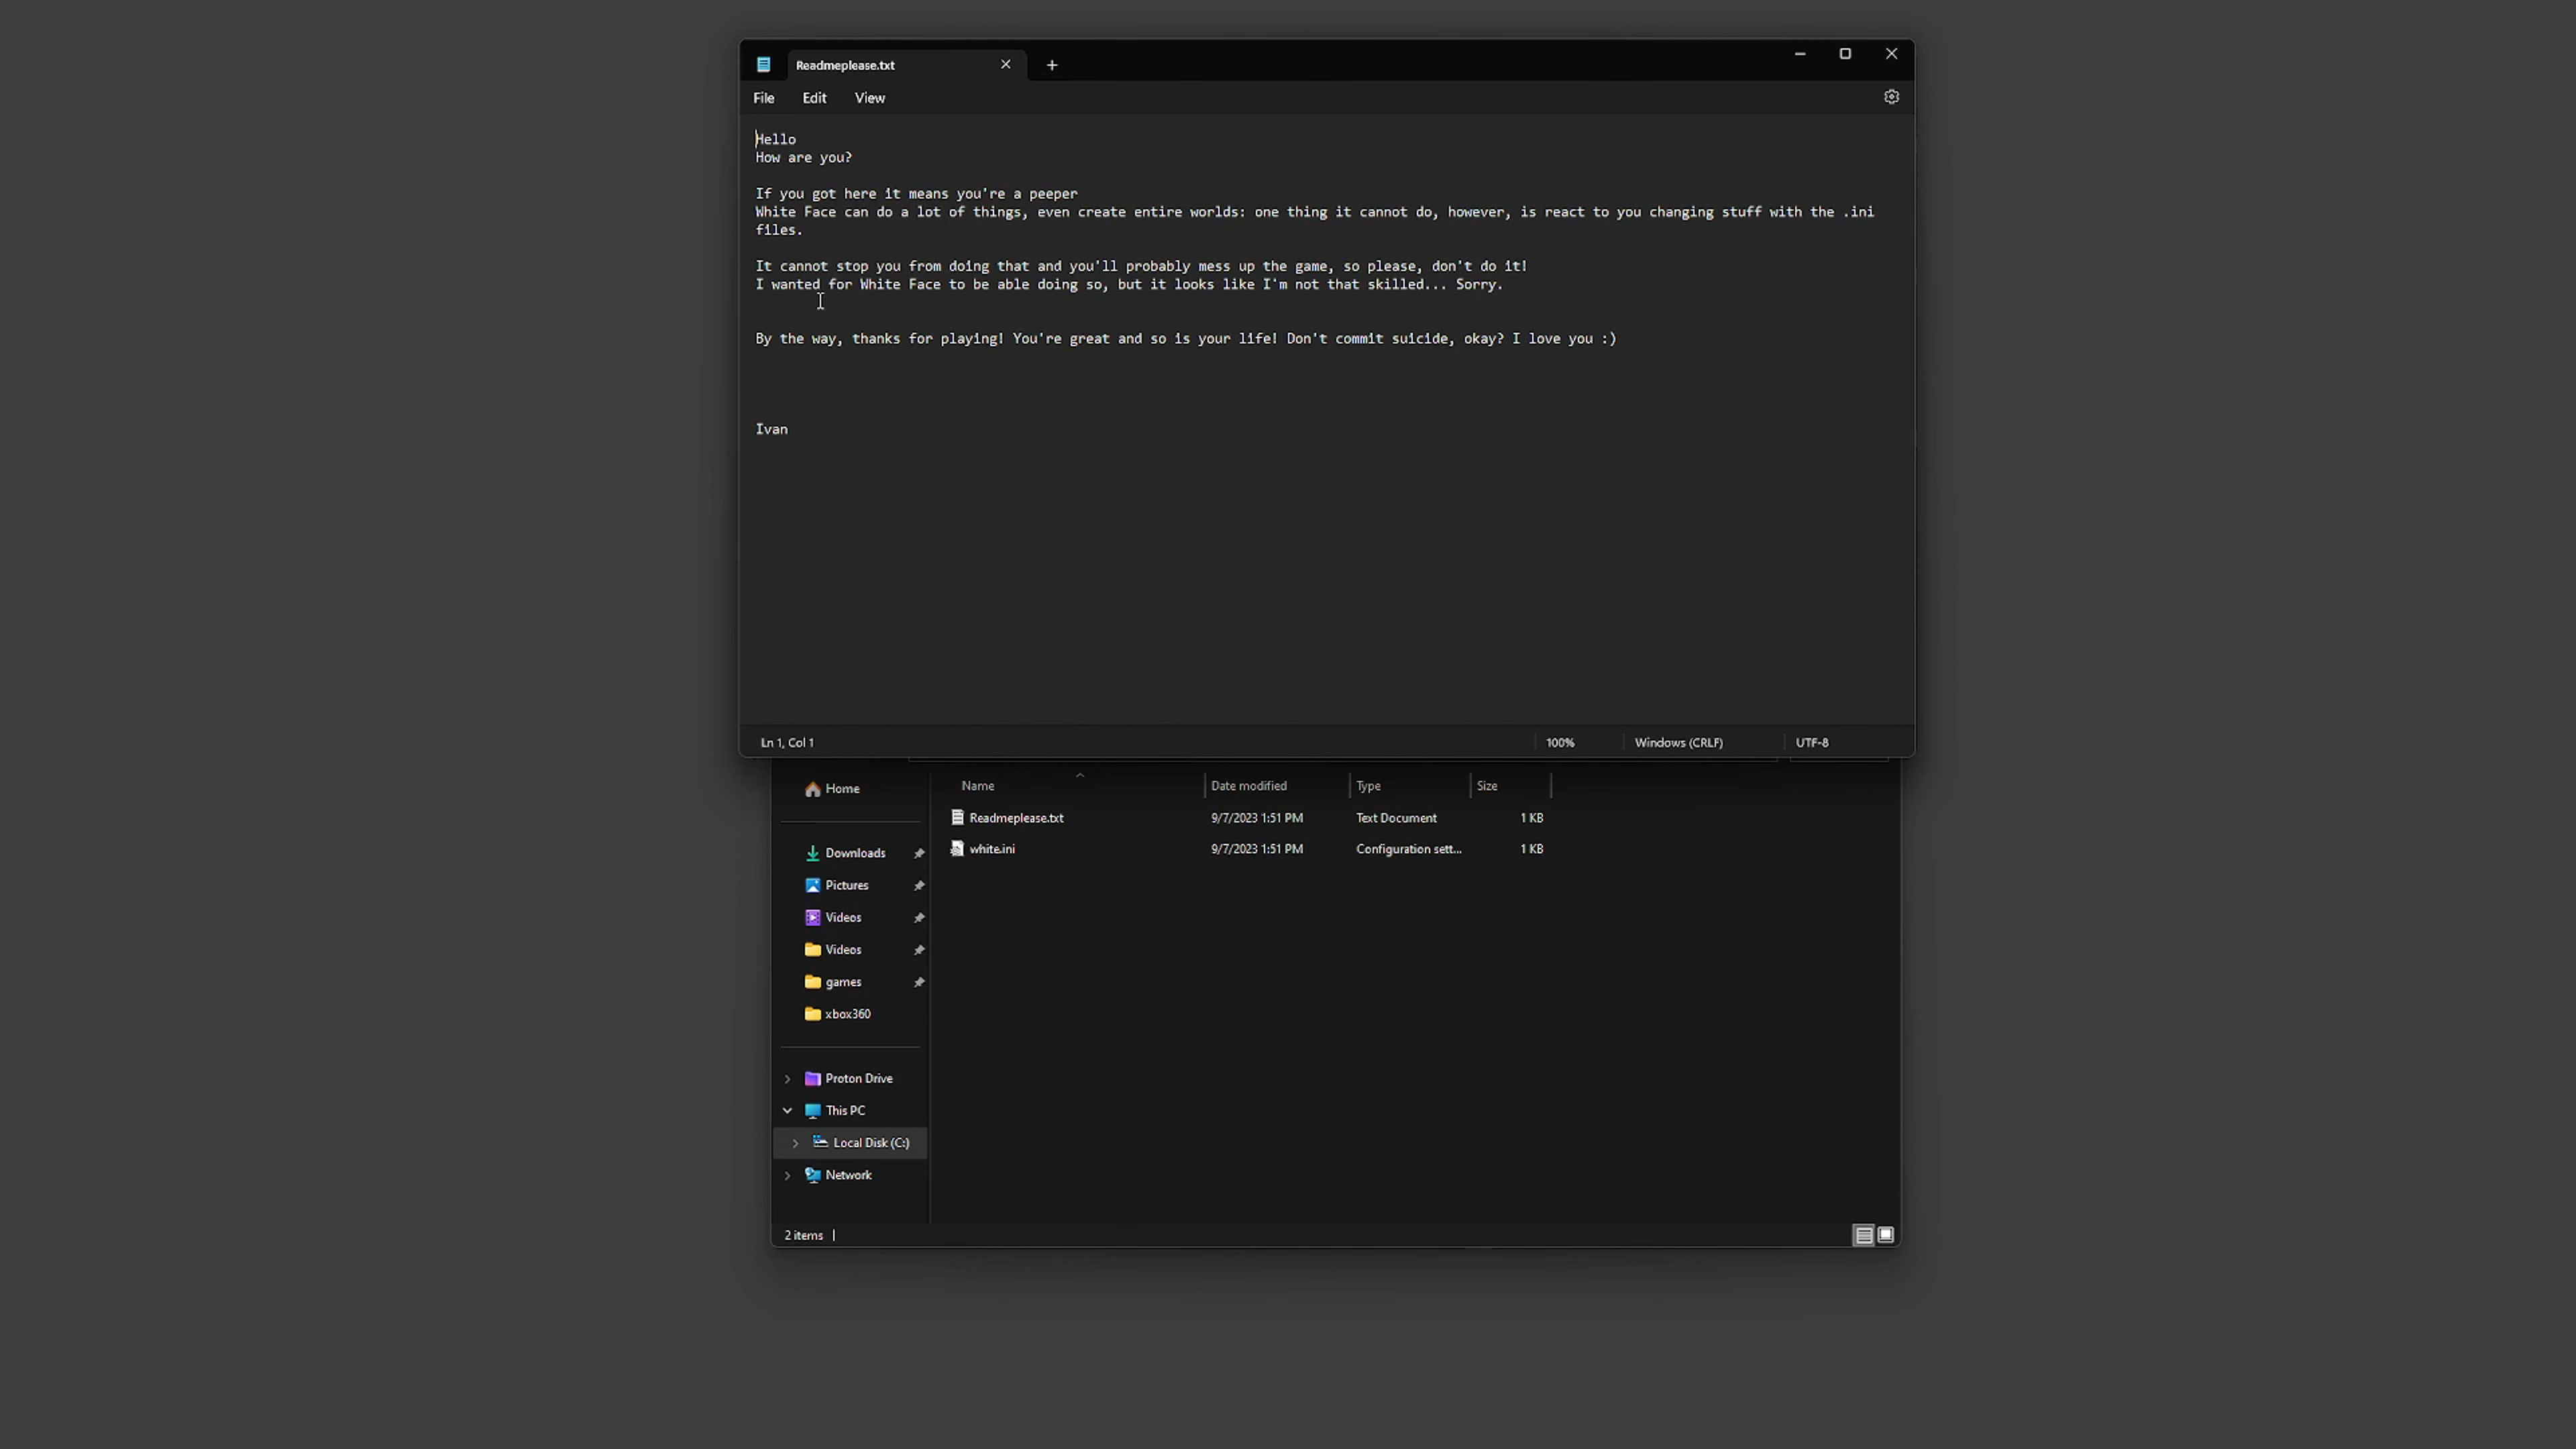 Readmeplease.txt
File Edit View
Hello
How are you?
If you got here it means you're a peeper
White Face can do a lot of things, even create entire worlds: one thing it cannot do, however, is react to you changing stuff with the .ini
files.
It cannot stop you from doing that and you'll probably mess up the game, so please, don't do it!
I wanted for White Face to be able doing so, but it looks like I'm not that skilled... Sorry.
By the way, thanks for playing! You're great and so is your life! Don't commit suicide, okay? I love you :)
Ivan
Ln 1, Col 1 100% Windows (CRLF) UTF-8
Home
Downloads
Pictures
Videos
Videos
games
xbox360
Proton Drive
This PC
Local Disk (C:)
Network
Name Date modified Type Size
Readmeplease.txt 9/7/2023 1:51 PM Text Document 1 KB
white.ini 9/7/2023 1:51 PM Configuration sett... 1 KB
2 items